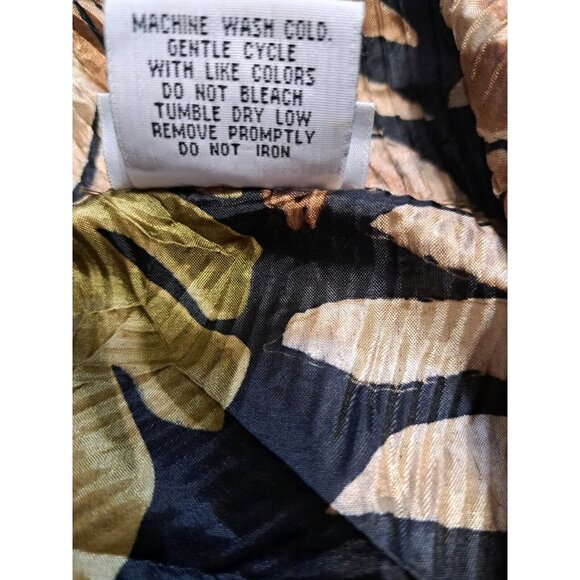 MACHINE WASH COLD.
GENTLE CYCLE
WITH LIKE COLORS
DO NOT BLEACH
TUMBLE DRY LOW
REMOVE PROMPTLY
DO NOT IRON